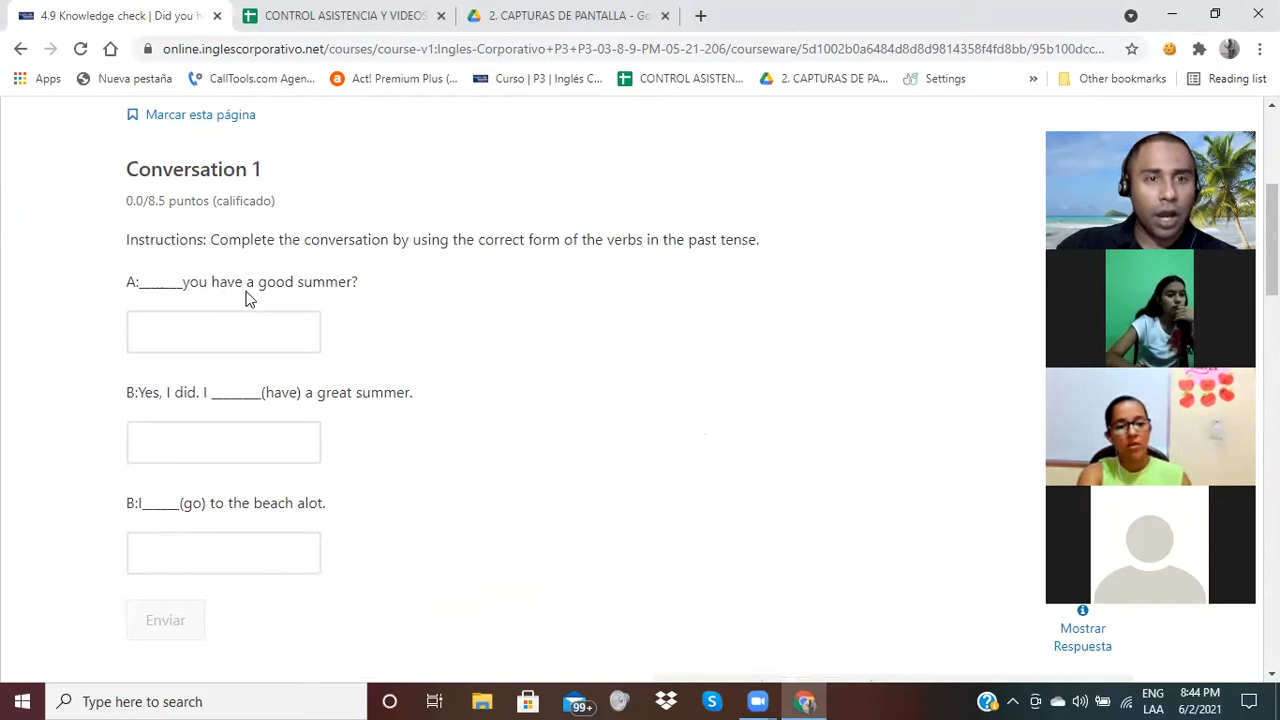 4.9 Knowledge check | Did you h
CONTROL ASISTENCIA Y VIDEOS
2. CAPTURAS DE PANTALLA - Go
online.inglescorporativo.net/courses/course-v1:Ingles-Corporativo+P3+P3-03-8-9-PM-05-21-206/courseware/5d1002b0a6484d8d8d9814358f4fd8bb/95b100dcc...
Apps
Nueva pestaña
CallTools.com Agen...
Act! Premium Plus (...
Curso | P3 | Inglés C...
CONTROL ASISTEN...
2. CAPTURAS DE PA...
Settings
»
Other bookmarks
Reading list
Marcar esta página
Conversation 1
0.0/8.5 puntos (calificado)
Instructions: Complete the conversation by using the correct form of the verbs in the past tense.
A:______you have a good summer?
B:Yes, I did. I ______(have) a great summer.
B:I_____(go) to the beach alot.
Enviar
Mostrar
Respuesta
Type here to search
99+
ENG
LAA
8:44 PM
6/2/2021